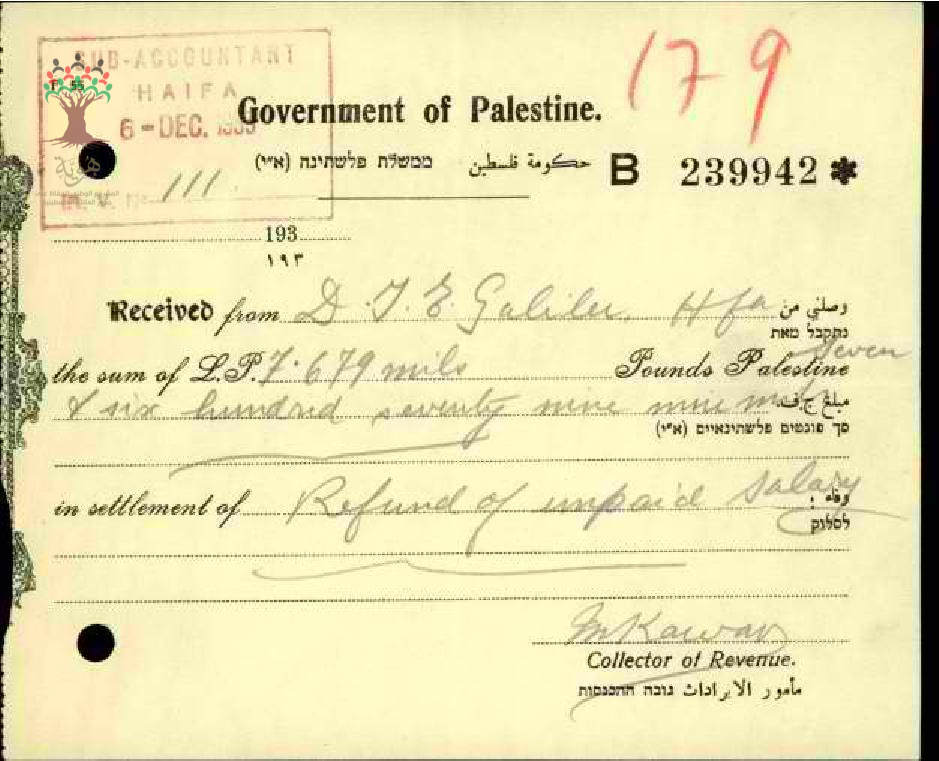 SUB-ACCOUNTANT
HAIFA
6 - DEC. 1935
111
179
Government of Palestine.
ממשלת פלשתינה (א״י) حكومة فلسطين
B 239942 *
193
١٩٣
Received from D. I. E. Galilee, Hfa وصلني من
נתקבל מאת
the sum of L.P. 7.679 mils Pounds Palestine Seven
& six hundred seventy nine مبلغ ج.ف.
סך פונטים פלשתינאיים (א״י)
in settlement of Refund of unpaid salary وفاء :
לסלוק
Collector of Revenue.
مأمور الايرادات גובה ההכנסות